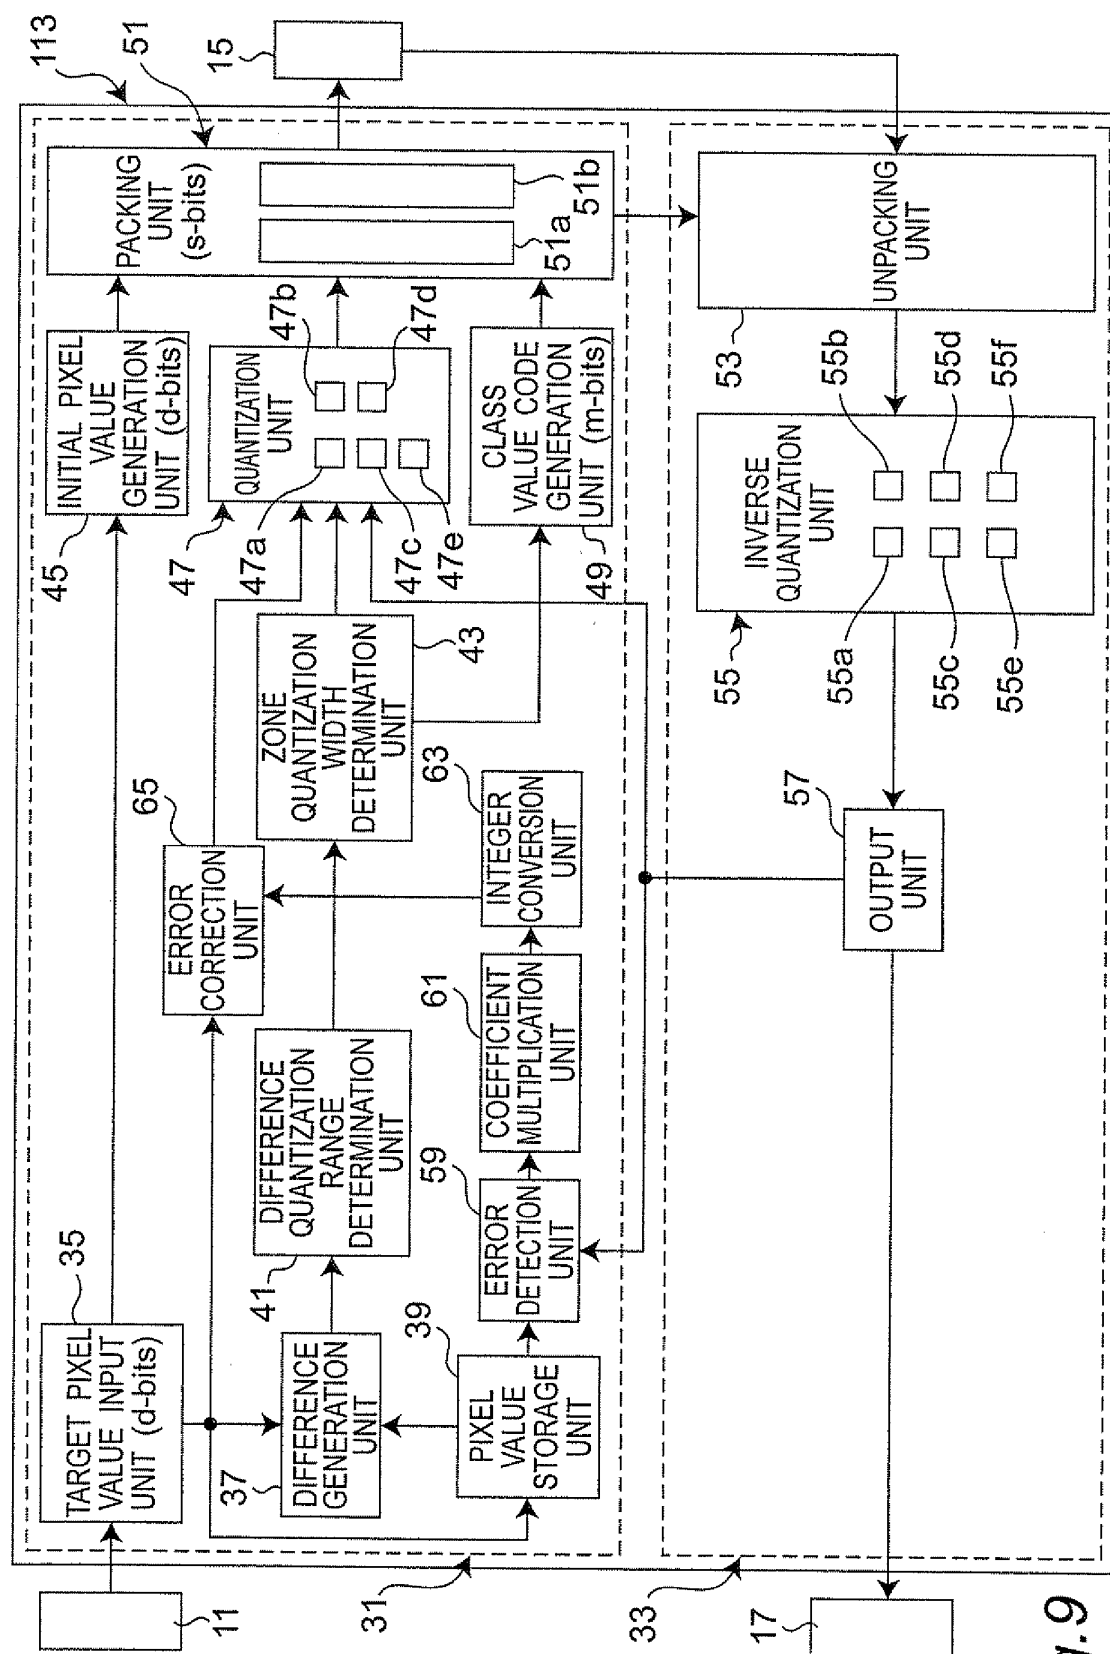 113
51
15
PACKING
UNIT
(s-bits)
51a
51b
INITIAL PIXEL
VALUE
GENERATION
UNIT (d-bits)
45
QUANTIZATION
UNIT
47
47a
47b
47c
47d
47e
CLASS
VALUE CODE
GENERATION
UNIT (m-bits)
49
ZONE
QUANTIZATION
WIDTH
DETERMINATION
UNIT
43
ERROR
CORRECTION
UNIT
65
INTEGER
CONVERSION
UNIT
63
COEFFICIENT
MULTIPLICATION
UNIT
61
DIFFERENCE
QUANTIZATION
RANGE
DETERMINATION
UNIT
41
ERROR
DETECTION
UNIT
59
TARGET PIXEL
VALUE INPUT
UNIT (d-bits)
35
DIFFERENCE
GENERATION
UNIT
37
PIXEL
VALUE
STORAGE
UNIT
39
11
31
UNPACKING
UNIT
53
INVERSE
QUANTIZATION
UNIT
55
55a
55b
55c
55d
55e
55f
OUTPUT
UNIT
57
33
17
.9